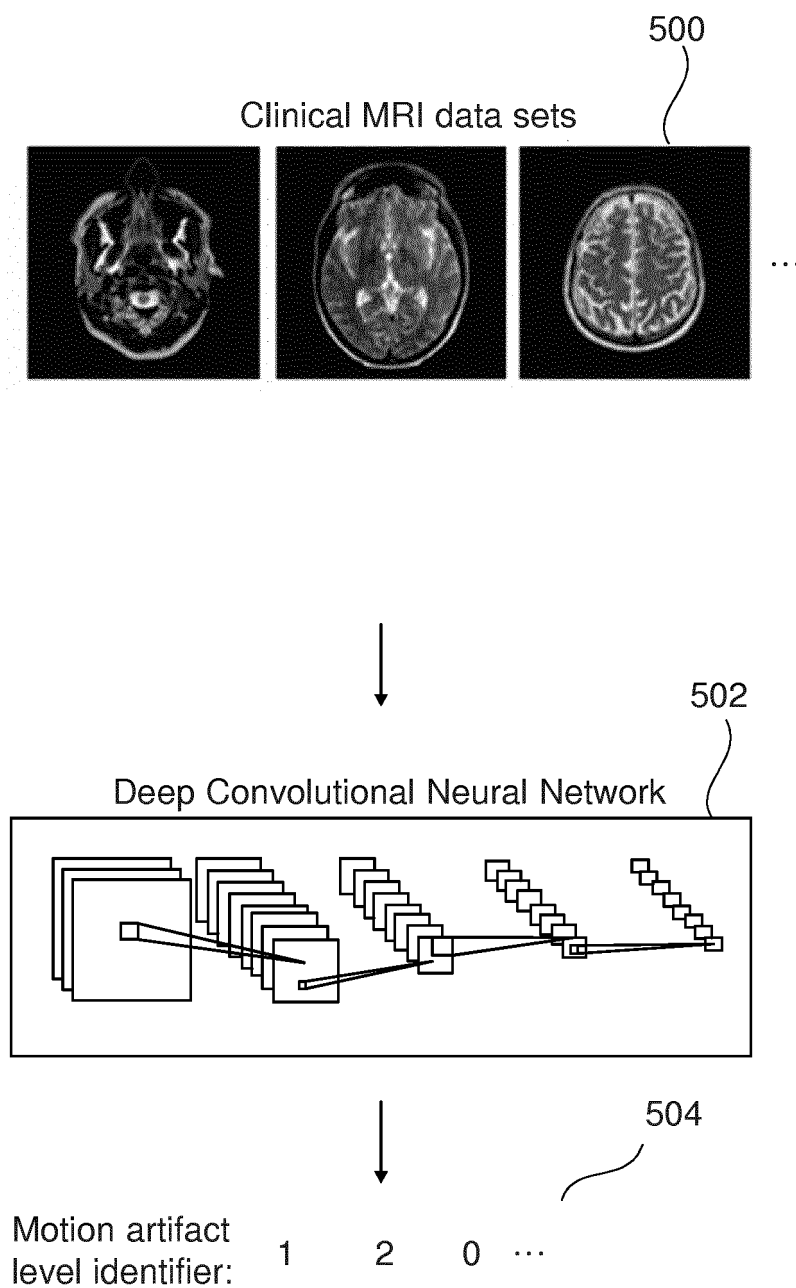 500
Clinical MRI data sets
...
502
Deep Convolutional Neural Network
504
Motion artifact
level identifier: 1 2 0 ...